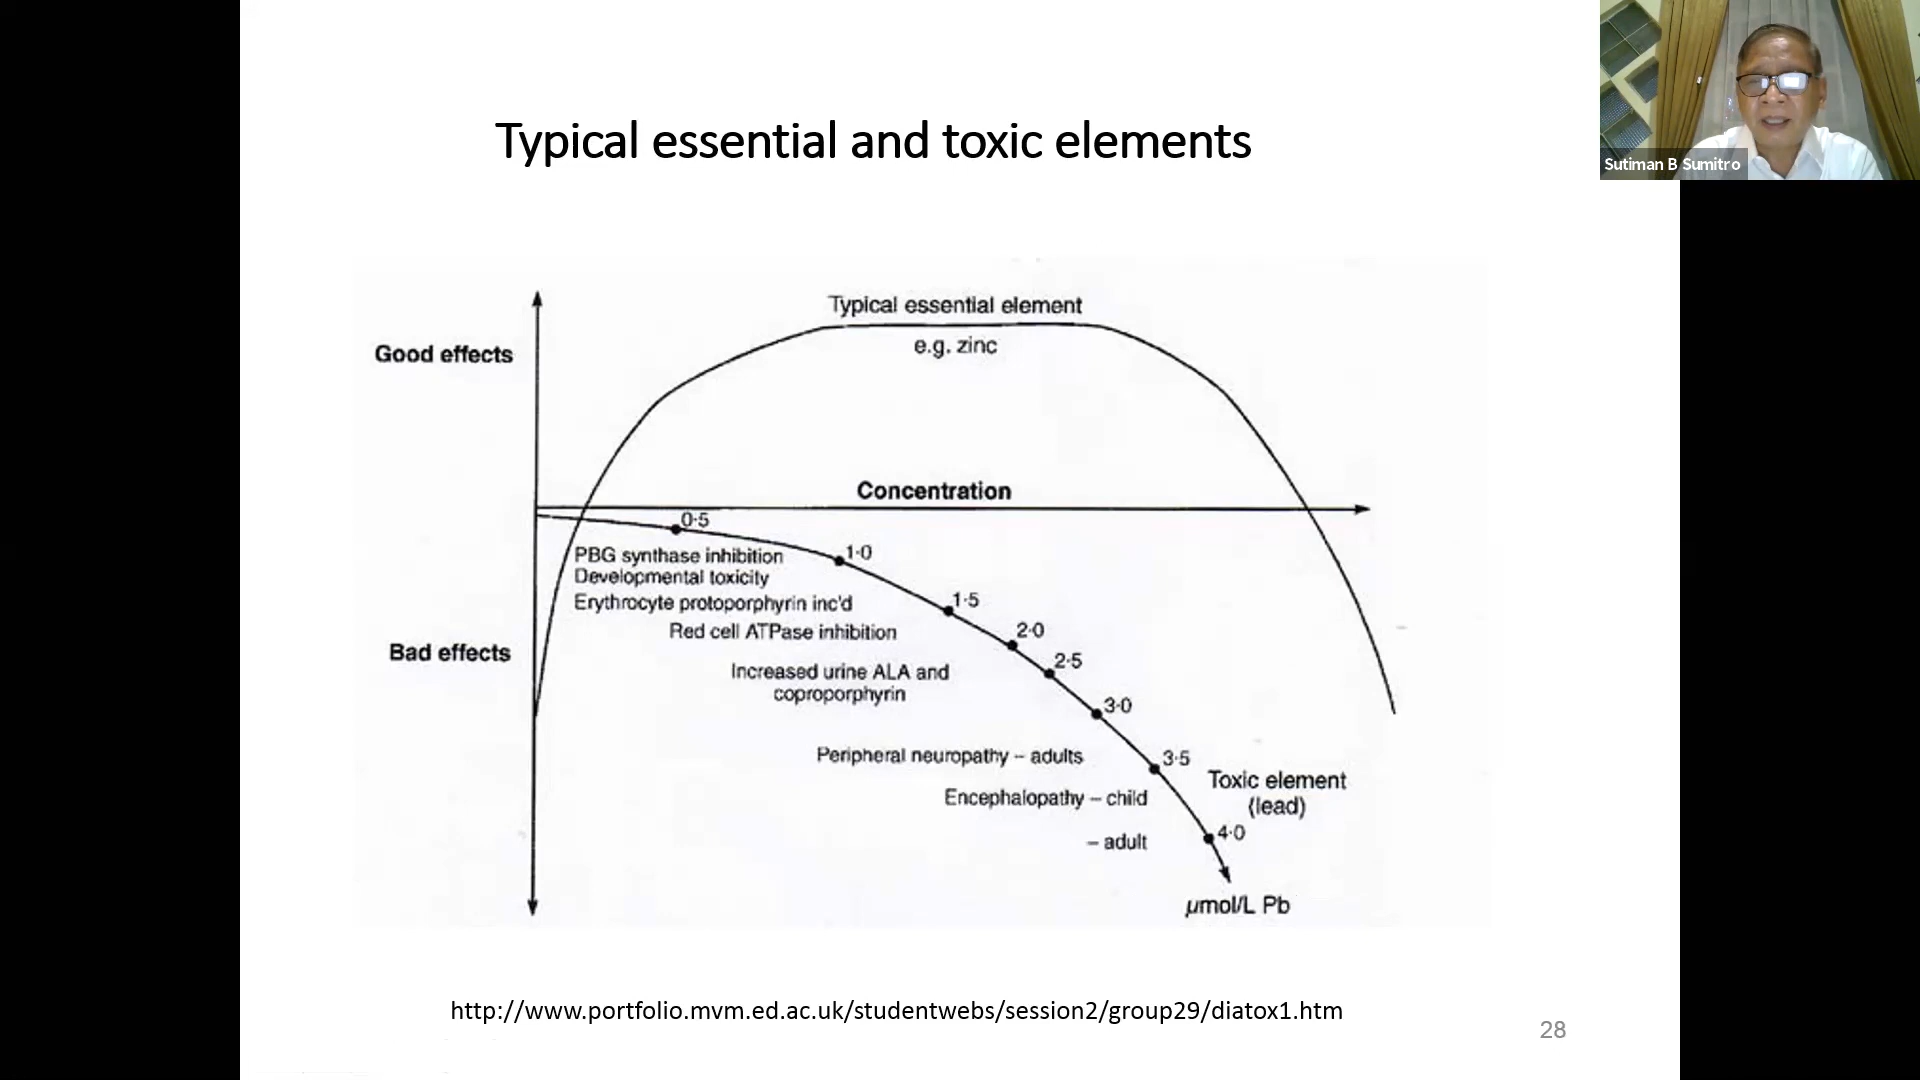 Sutiman B Sumitro
Typical essential and toxic elements
Typical essential element
e.g. zinc
Good effects
Concentration
0·5
PBG synthase inhibition
Developmental toxicity
Erythrocyte protoporphyrin inc'd
Red cell ATPase inhibition
1·0
1·5
2·0
2·5
Bad effects
Increased urine ALA and
coproporphyrin
3·0
Peripheral neuropathy – adults
3·5
Encephalopathy – child
– adult
Toxic element
(lead)
4·0
µmol/L Pb
http://www.portfolio.mvm.ed.ac.uk/studentwebs/session2/group29/diatox1.htm
28